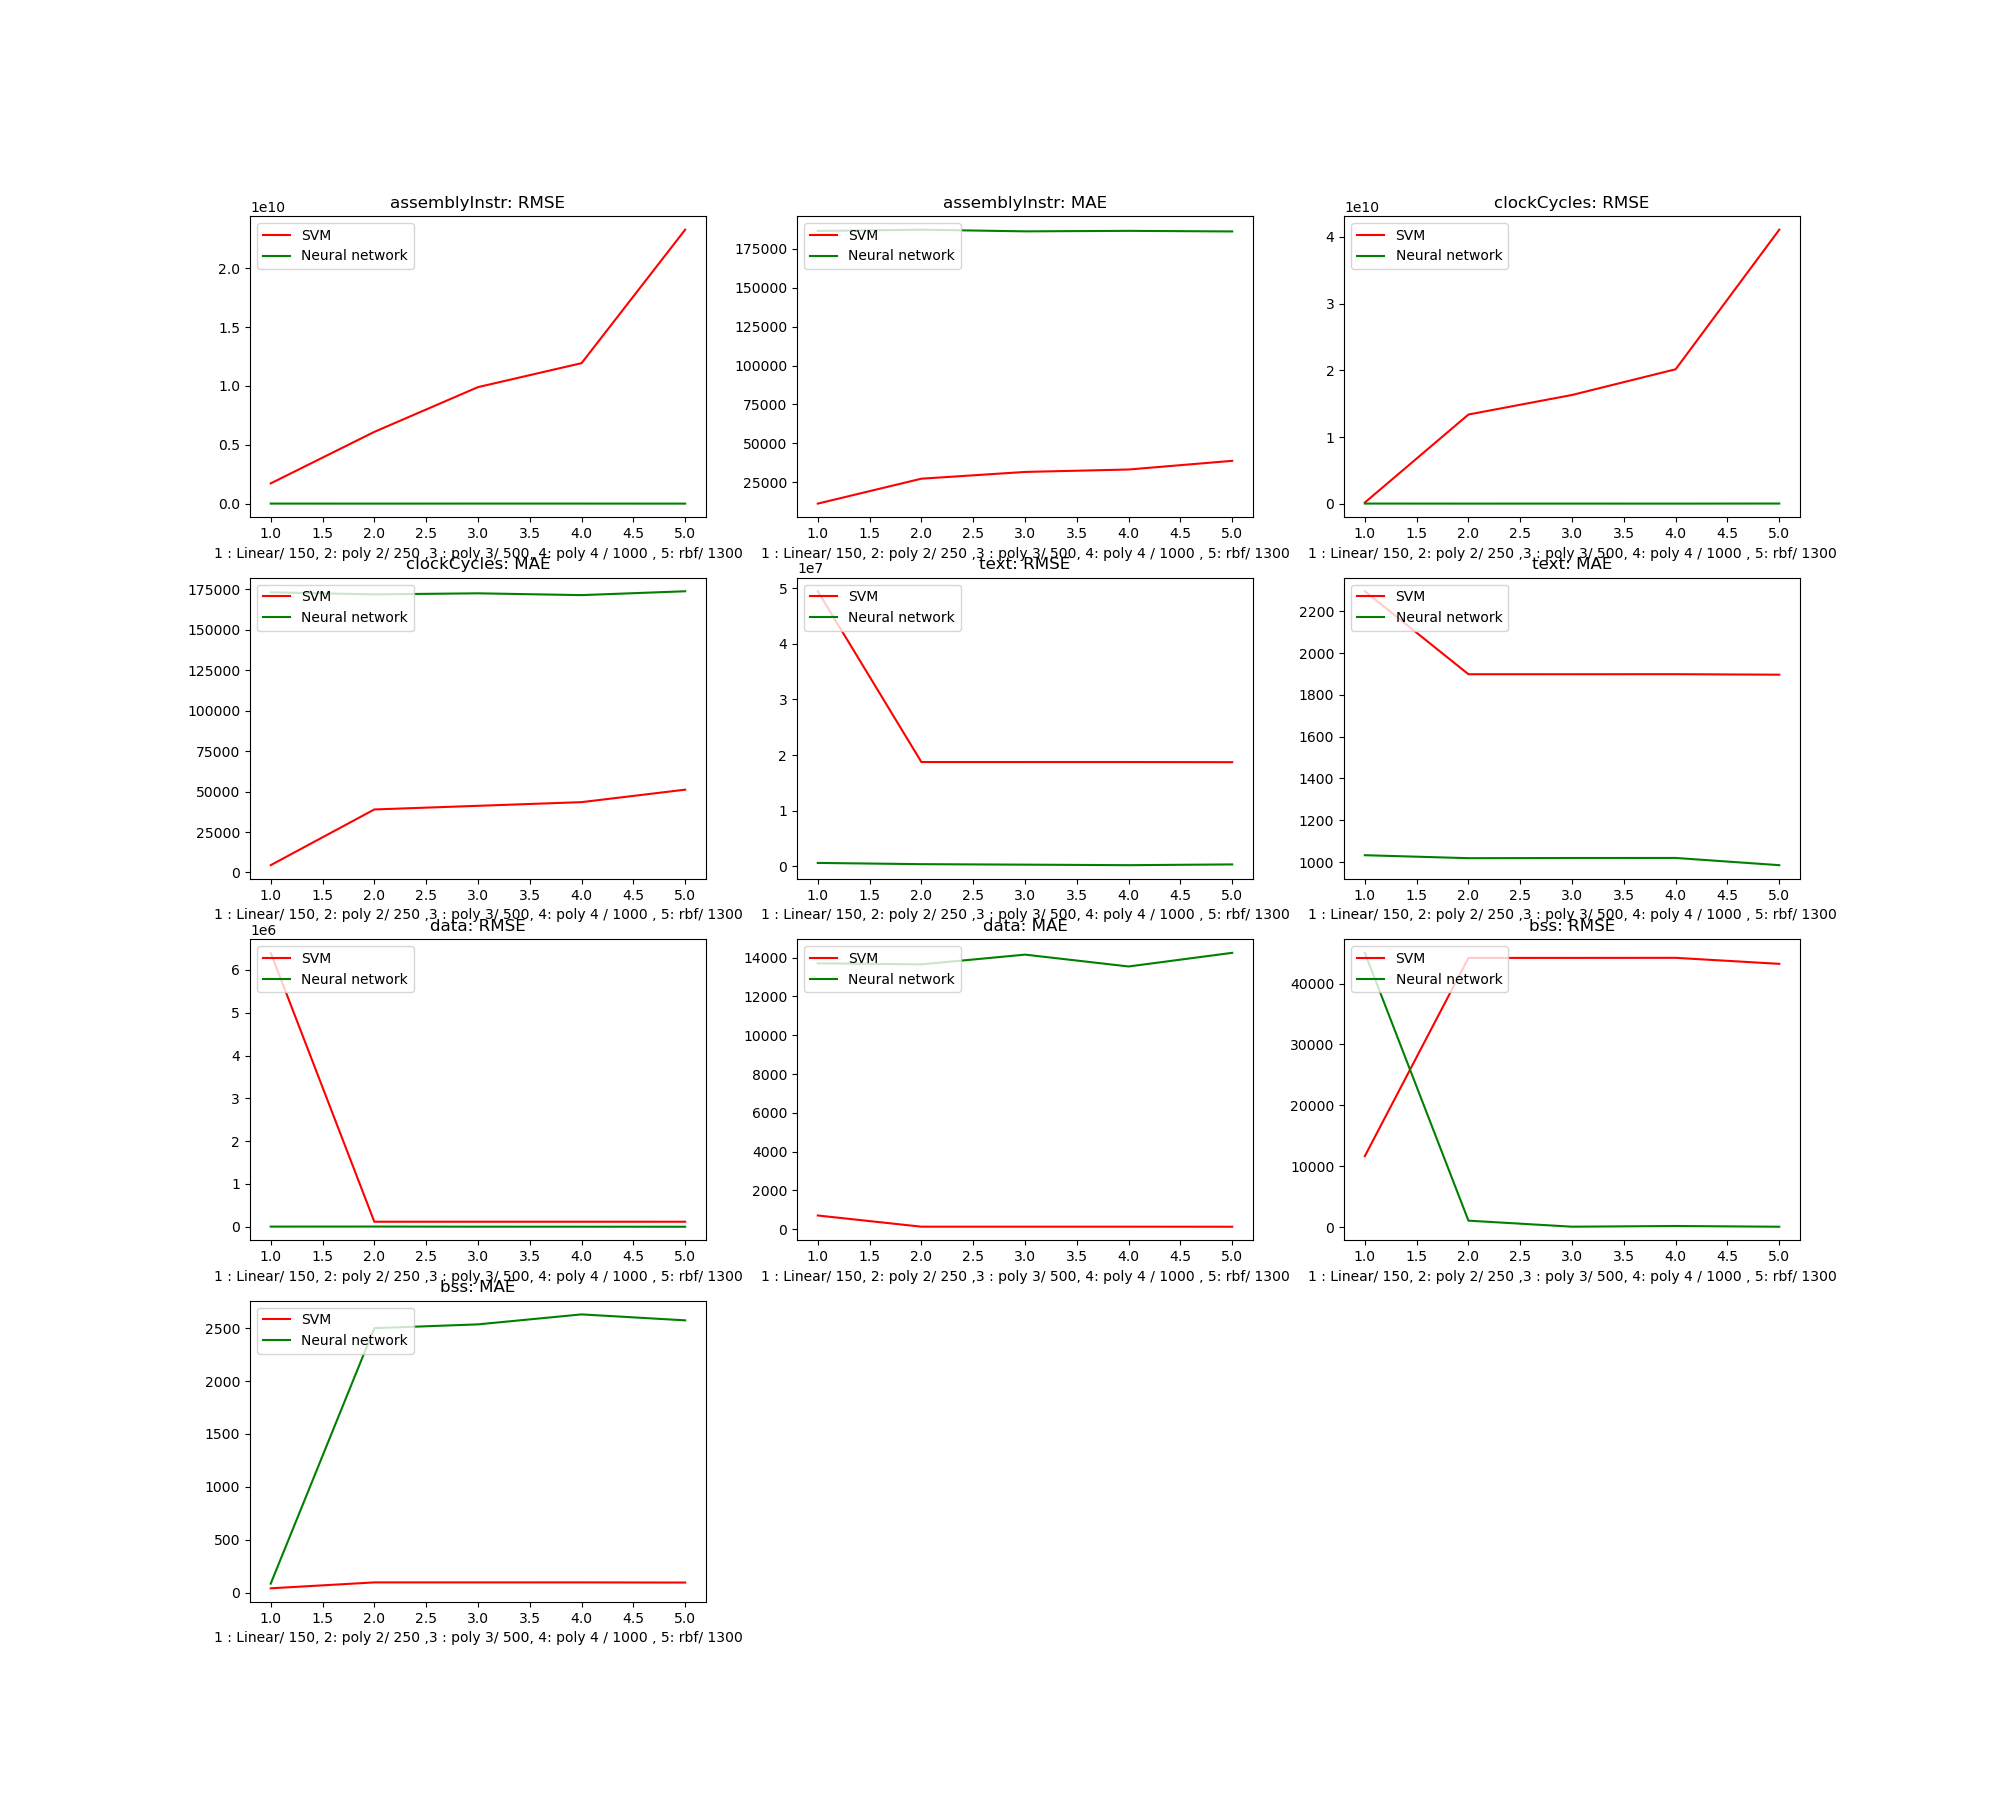 assemblyInstr: RMSE
1e10
SVM
Neural network
2.0
1.5
1.0
0.5
0.0
1.0 1.5 2.0 2.5 3.0 3.5 4.0 4.5 5.0
1 : Linear/ 150, 2: poly 2/ 250 ,3 : poly 3/ 500, 4: poly 4 / 1000 , 5: rbf/ 1300
assemblyInstr: MAE
SVM
Neural network
175000
150000
125000
100000
75000
50000
25000
1.0 1.5 2.0 2.5 3.0 3.5 4.0 4.5 5.0
1 : Linear/ 150, 2: poly 2/ 250 ,3 : poly 3/ 500, 4: poly 4 / 1000 , 5: rbf/ 1300
clockCycles: RMSE
1e10
SVM
Neural network
4
3
2
1
0
1.0 1.5 2.0 2.5 3.0 3.5 4.0 4.5 5.0
1 : Linear/ 150, 2: poly 2/ 250 ,3 : poly 3/ 500, 4: poly 4 / 1000 , 5: rbf/ 1300
clockCycles: MAE
SVM
Neural network
175000
150000
125000
100000
75000
50000
25000
0
1.0 1.5 2.0 2.5 3.0 3.5 4.0 4.5 5.0
1 : Linear/ 150, 2: poly 2/ 250 ,3 : poly 3/ 500, 4: poly 4 / 1000 , 5: rbf/ 1300
text: RMSE
1e7
SVM
Neural network
5
4
3
2
1
0
1.0 1.5 2.0 2.5 3.0 3.5 4.0 4.5 5.0
1 : Linear/ 150, 2: poly 2/ 250 ,3 : poly 3/ 500, 4: poly 4 / 1000 , 5: rbf/ 1300
text: MAE
SVM
Neural network
2200
2000
1800
1600
1400
1200
1000
1.0 1.5 2.0 2.5 3.0 3.5 4.0 4.5 5.0
1 : Linear/ 150, 2: poly 2/ 250 ,3 : poly 3/ 500, 4: poly 4 / 1000 , 5: rbf/ 1300
data: RMSE
1e6
SVM
Neural network
6
5
4
3
2
1
0
1.0 1.5 2.0 2.5 3.0 3.5 4.0 4.5 5.0
1 : Linear/ 150, 2: poly 2/ 250 ,3 : poly 3/ 500, 4: poly 4 / 1000 , 5: rbf/ 1300
data: MAE
SVM
Neural network
14000
12000
10000
8000
6000
4000
2000
0
1.0 1.5 2.0 2.5 3.0 3.5 4.0 4.5 5.0
1 : Linear/ 150, 2: poly 2/ 250 ,3 : poly 3/ 500, 4: poly 4 / 1000 , 5: rbf/ 1300
bss: RMSE
SVM
Neural network
40000
30000
20000
10000
0
1.0 1.5 2.0 2.5 3.0 3.5 4.0 4.5 5.0
1 : Linear/ 150, 2: poly 2/ 250 ,3 : poly 3/ 500, 4: poly 4 / 1000 , 5: rbf/ 1300
bss: MAE
SVM
Neural network
2500
2000
1500
1000
500
0
1.0 1.5 2.0 2.5 3.0 3.5 4.0 4.5 5.0
1 : Linear/ 150, 2: poly 2/ 250 ,3 : poly 3/ 500, 4: poly 4 / 1000 , 5: rbf/ 1300